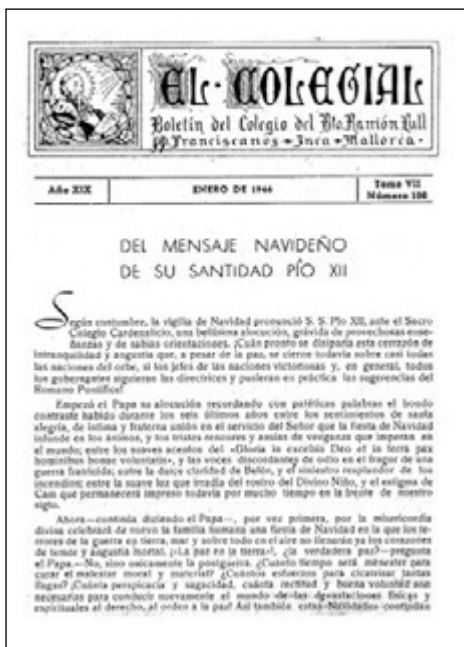 EL·COLEGIAL
Boletín del Colegio del Bto. Ramón Lull
pp. Franciscanos - Inca - Mallorca -
Año XIX
ENERO DE 1946
Tomo VII
Número 100
DEL MENSAJE NAVIDEÑO
DE SU SANTIDAD PÍO XII
Según costumbre, la vigilia de Navidad pronunció S. S. Pío XII, ante el Sacro
Colegio Cardenalicio, una bellísima alocución, grávida de provechosas ense-
ñanzas y de sabias orientaciones. ¡Cuán pronto se disiparía esta cerrazón de
intranquilidad y angustia que, a pesar de la paz, se cierne todavía sobre casi todas
las naciones del orbe, si los jefes de las naciones victoriosas y, en general, todos
los gobernantes siguieran las directrices y pusieran en práctica las sugerencias del
Romano Pontífice!
Empezó el Papa su alocución recordando con patéticas palabras el hondo
contraste habido durante los seis últimos años entre los sentimientos de santa
alegría, de íntima y fraterna unión en el servicio del Señor que la fiesta de Navidad
infunde en los ánimos, y los tristes rencores y ansias de venganza que imperan en
el mundo; entre los suaves acentos del «Gloria in excelsis Deo et in terra pax
hominibus bonae voluntatis», y las voces discordantes de odio en el fragor de una
guerra fratricida; entre la dulce claridad de Belén, y el siniestro resplandor de los
incendios; entre la suave luz que irradia del rostro del Divino Niño, y el estigma de
Caín que permanecerá impreso todavía por mucho tiempo en la frente de nuestro
siglo.
Ahora—continúa diciendo el Papa—, por vez primera, por la misericordia
divina celebrará de nuevo la familia humana una fiesta de Navidad en la que los te-
rrores de la guerra en tierra, mar y sobre todo en el aire no llenarán ya los corazones
de temor y angustia mortal. ¡«La paz en la tierra»!, ¿la verdadera paz?—pregunta
el Papa.—No, sino únicamente la postguerra. ¿Cuánto tiempo será menester para
curar el malestar moral y material? ¿Cuántos esfuerzos para cicatrizar tantas
llagas? ¡Cuánta perspicacia y sagacidad, cuánta rectitud y buena voluntad son
necesarias para conducir nuevamente el mundo de las devastaciones físicas y
espirituales al derecho, al orden a la paz! Así también estas Navidades continúan